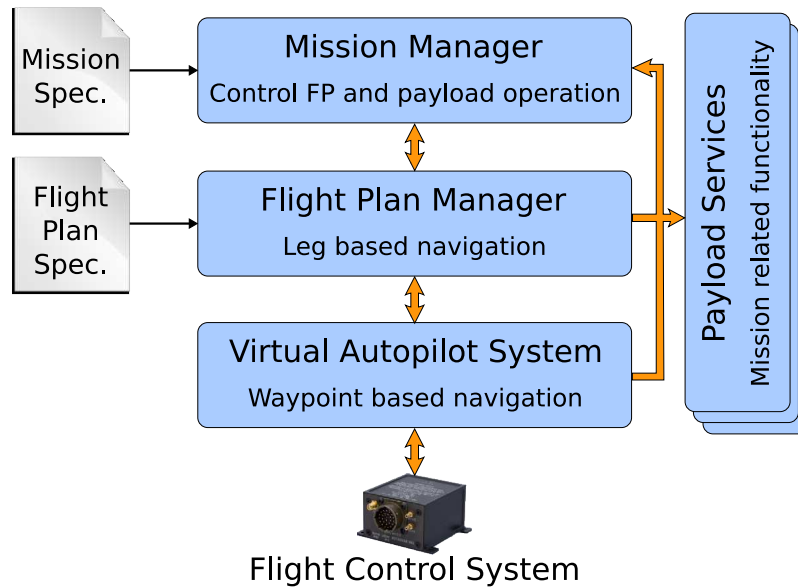 Mission
Spec.
Mission Manager
Control FP and payload operation
Flight
Plan
Spec.
Flight Plan Manager
Leg based navigation
Virtual Autopilot System
Waypoint based navigation
Payload Services
Mission related functionality
Flight Control System